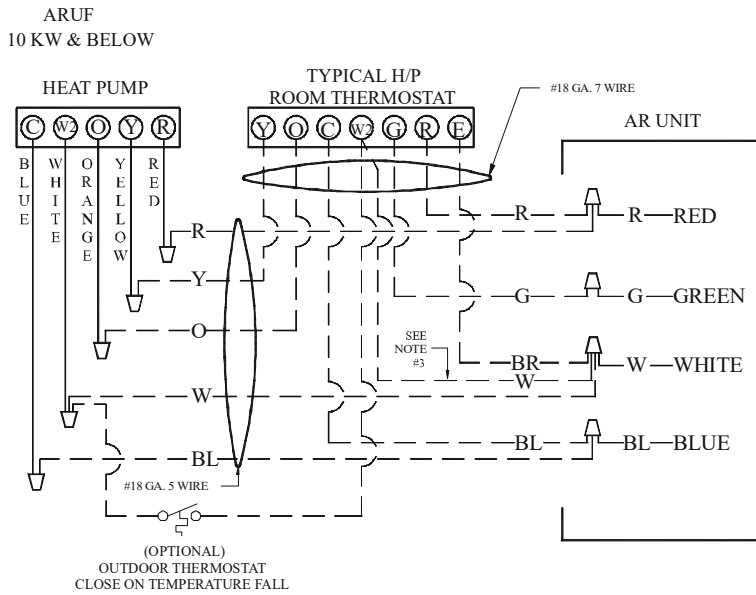 ARUF
10 KW & BELOW
HEAT PUMP
C W2 O Y R
BLUE
WHITE
ORANGE
YELLOW
RED
TYPICAL H/P
ROOM THERMOSTAT
Y O C W2 G R E
#18 GA. 7 WIRE
AR UNIT
R
R
R
RED
Y
G
G
GREEN
O
SEE
NOTE
#3
BR
W
W
WHITE
W
BL
BL
BLUE
BL
#18 GA. 5 WIRE
(OPTIONAL)
OUTDOOR THERMOSTAT
CLOSE ON TEMPERATURE FALL